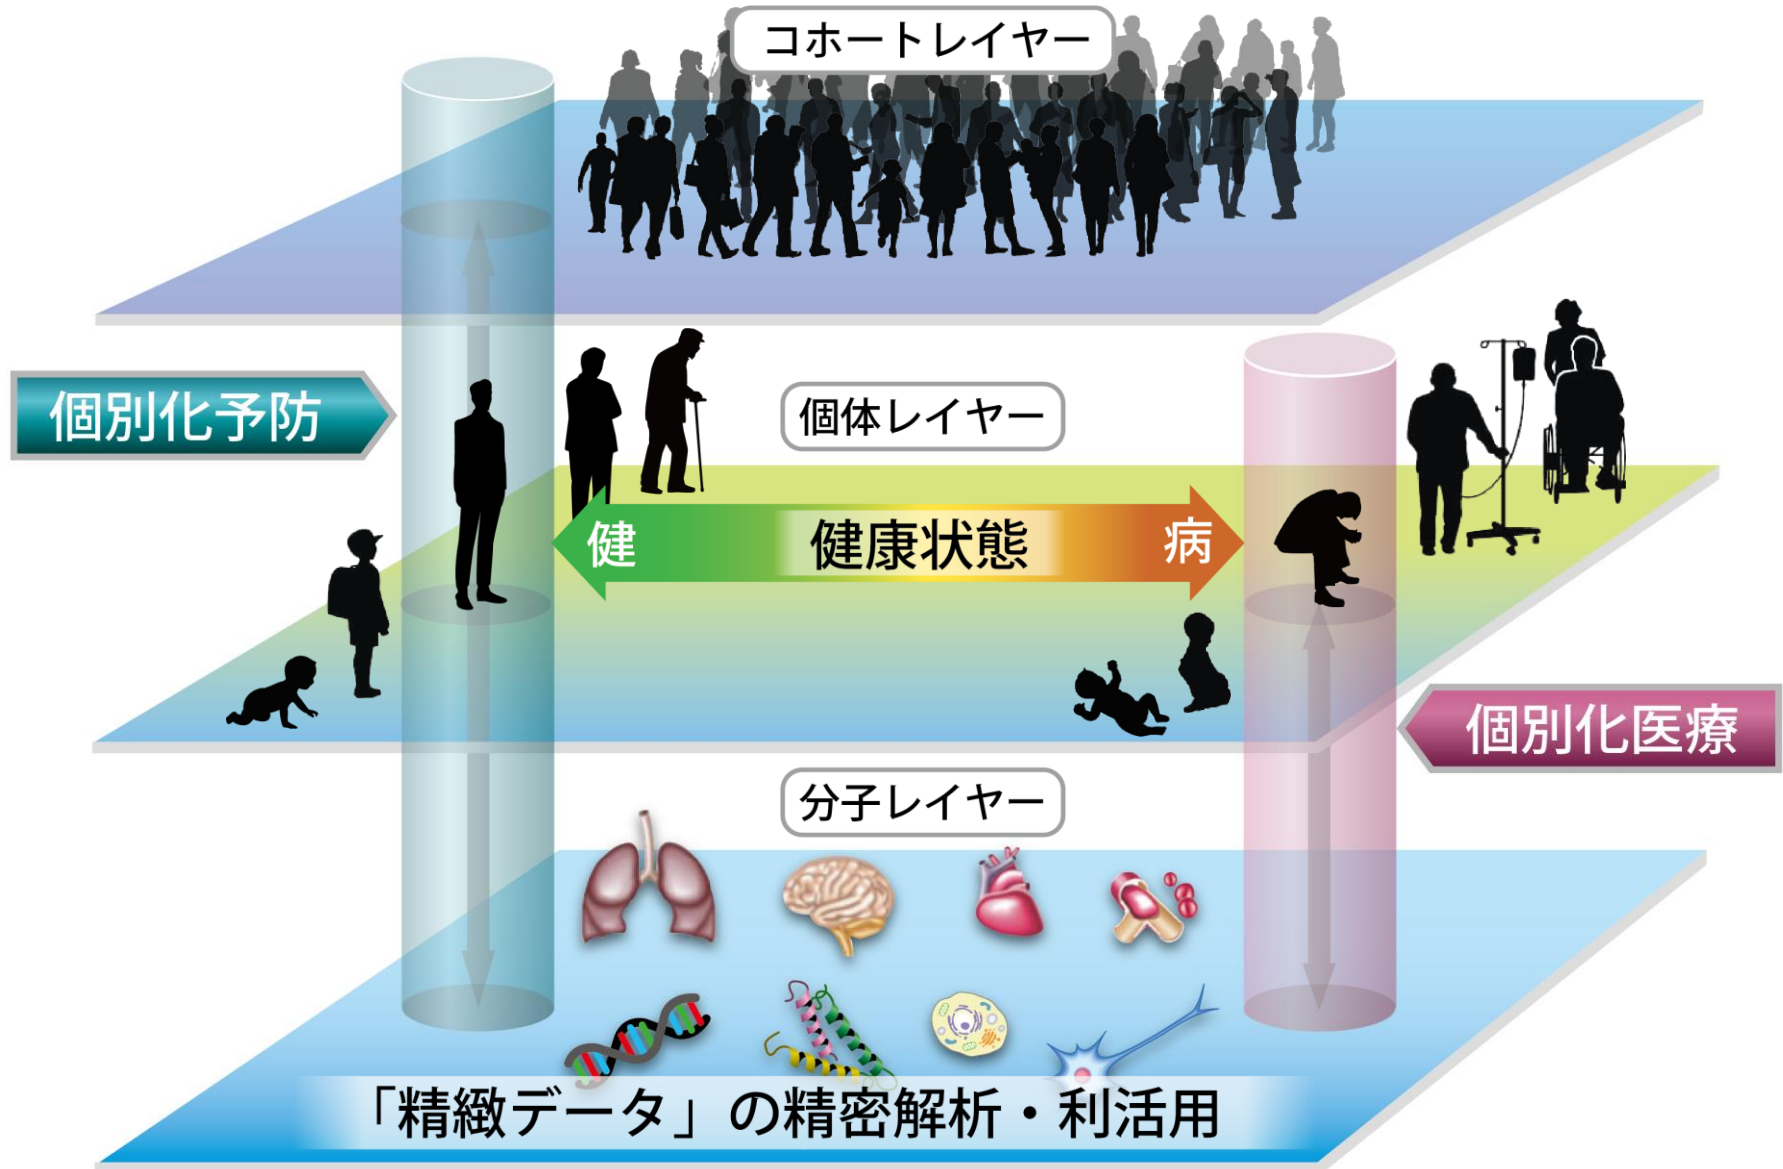 コホートレイヤー
個別化予防
個体レイヤー
健
健康状態
病
個別化医療
分子レイヤー
「精緻データ」の精密解析・利活用